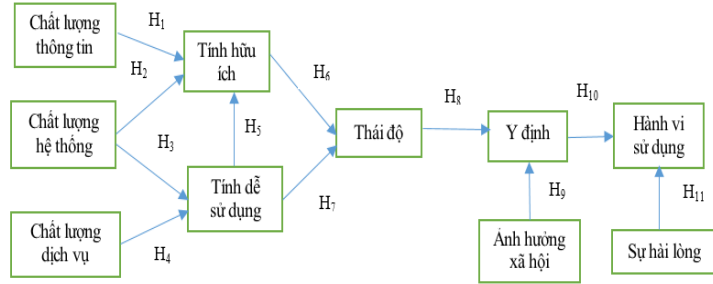 Chất lượng
thông tin
H1
Tính hữu
ích
H2
H6
Chất lượng
hệ thống
H3
H5
Tính dễ
sử dụng
H7
Chất lượng
dịch vụ
H4
Thái độ
H8
Y định
H10
Hành vi
sử dụng
H9
H11
Ảnh hưởng
xã hội
Sự hài lòng